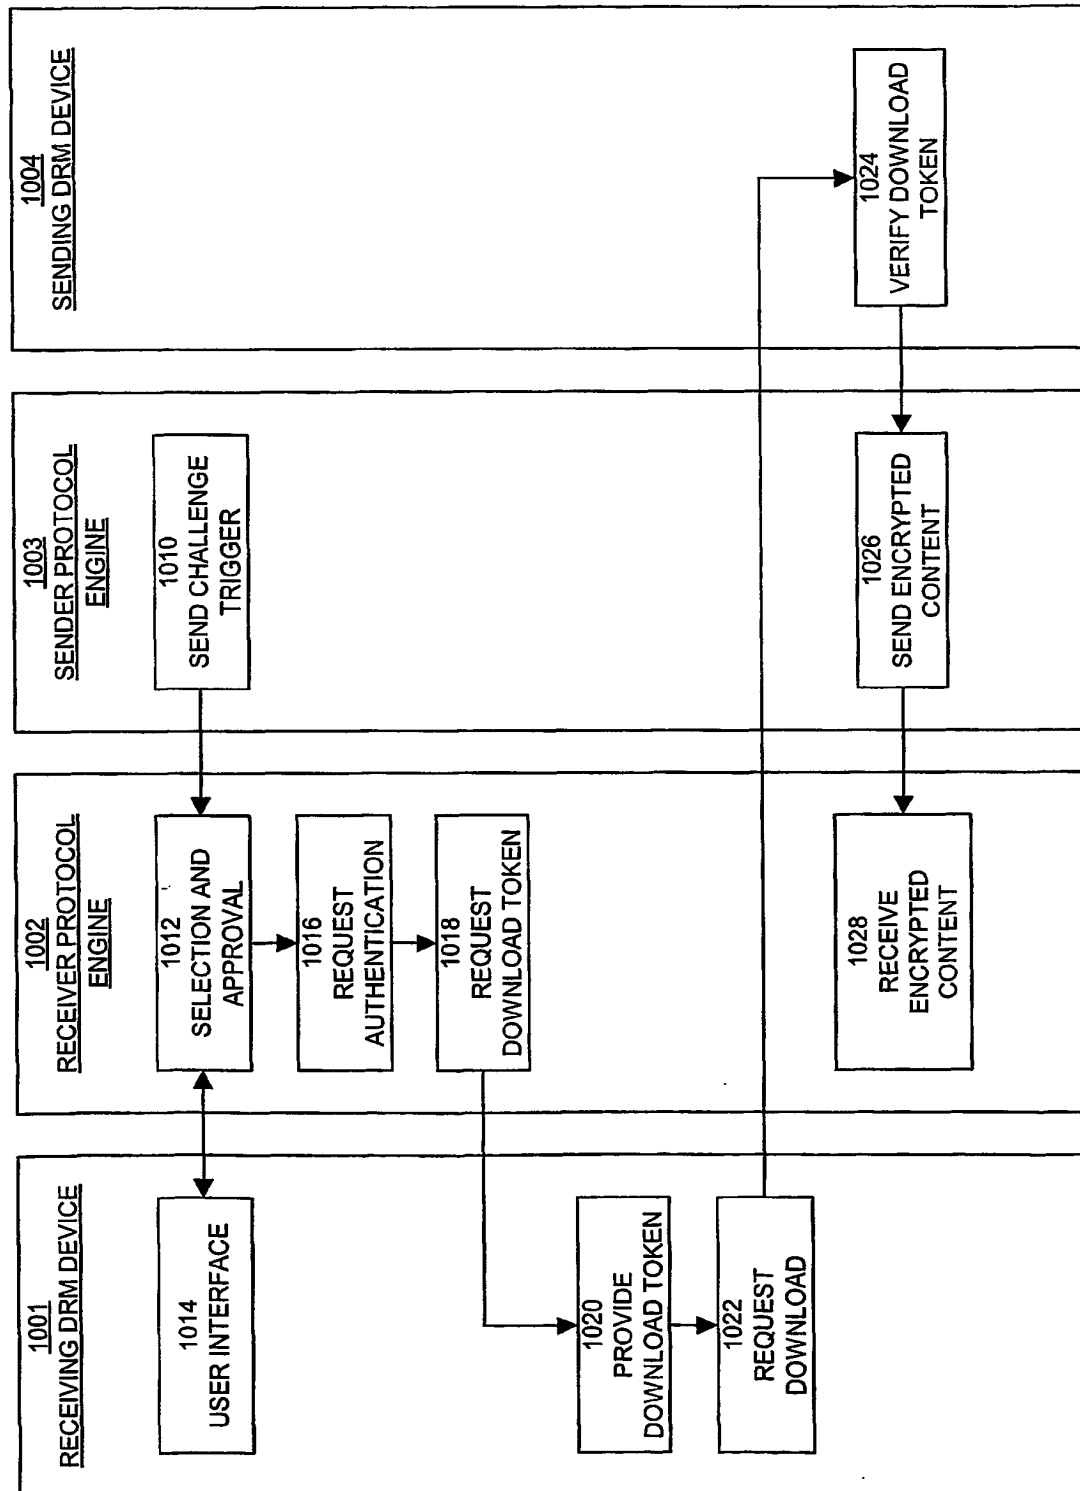 1001
RECEIVING DRM DEVICE
1014
USER INTERFACE
1020
PROVIDE
DOWNLOAD TOKEN
1022
REQUEST
DOWNLOAD
1002
RECEIVER PROTOCOL
ENGINE
1012
SELECTION AND
APPROVAL
1016
REQUEST
AUTHENTICATION
1018
REQUEST
DOWNLOAD TOKEN
1028
RECEIVE
ENCRYPTED
CONTENT
1003
SENDER PROTOCOL
ENGINE
1010
SEND CHALLENGE
TRIGGER
1026
SEND ENCRYPTED
CONTENT
1004
SENDING DRM DEVICE
1024
VERIFY DOWNLOAD
TOKEN